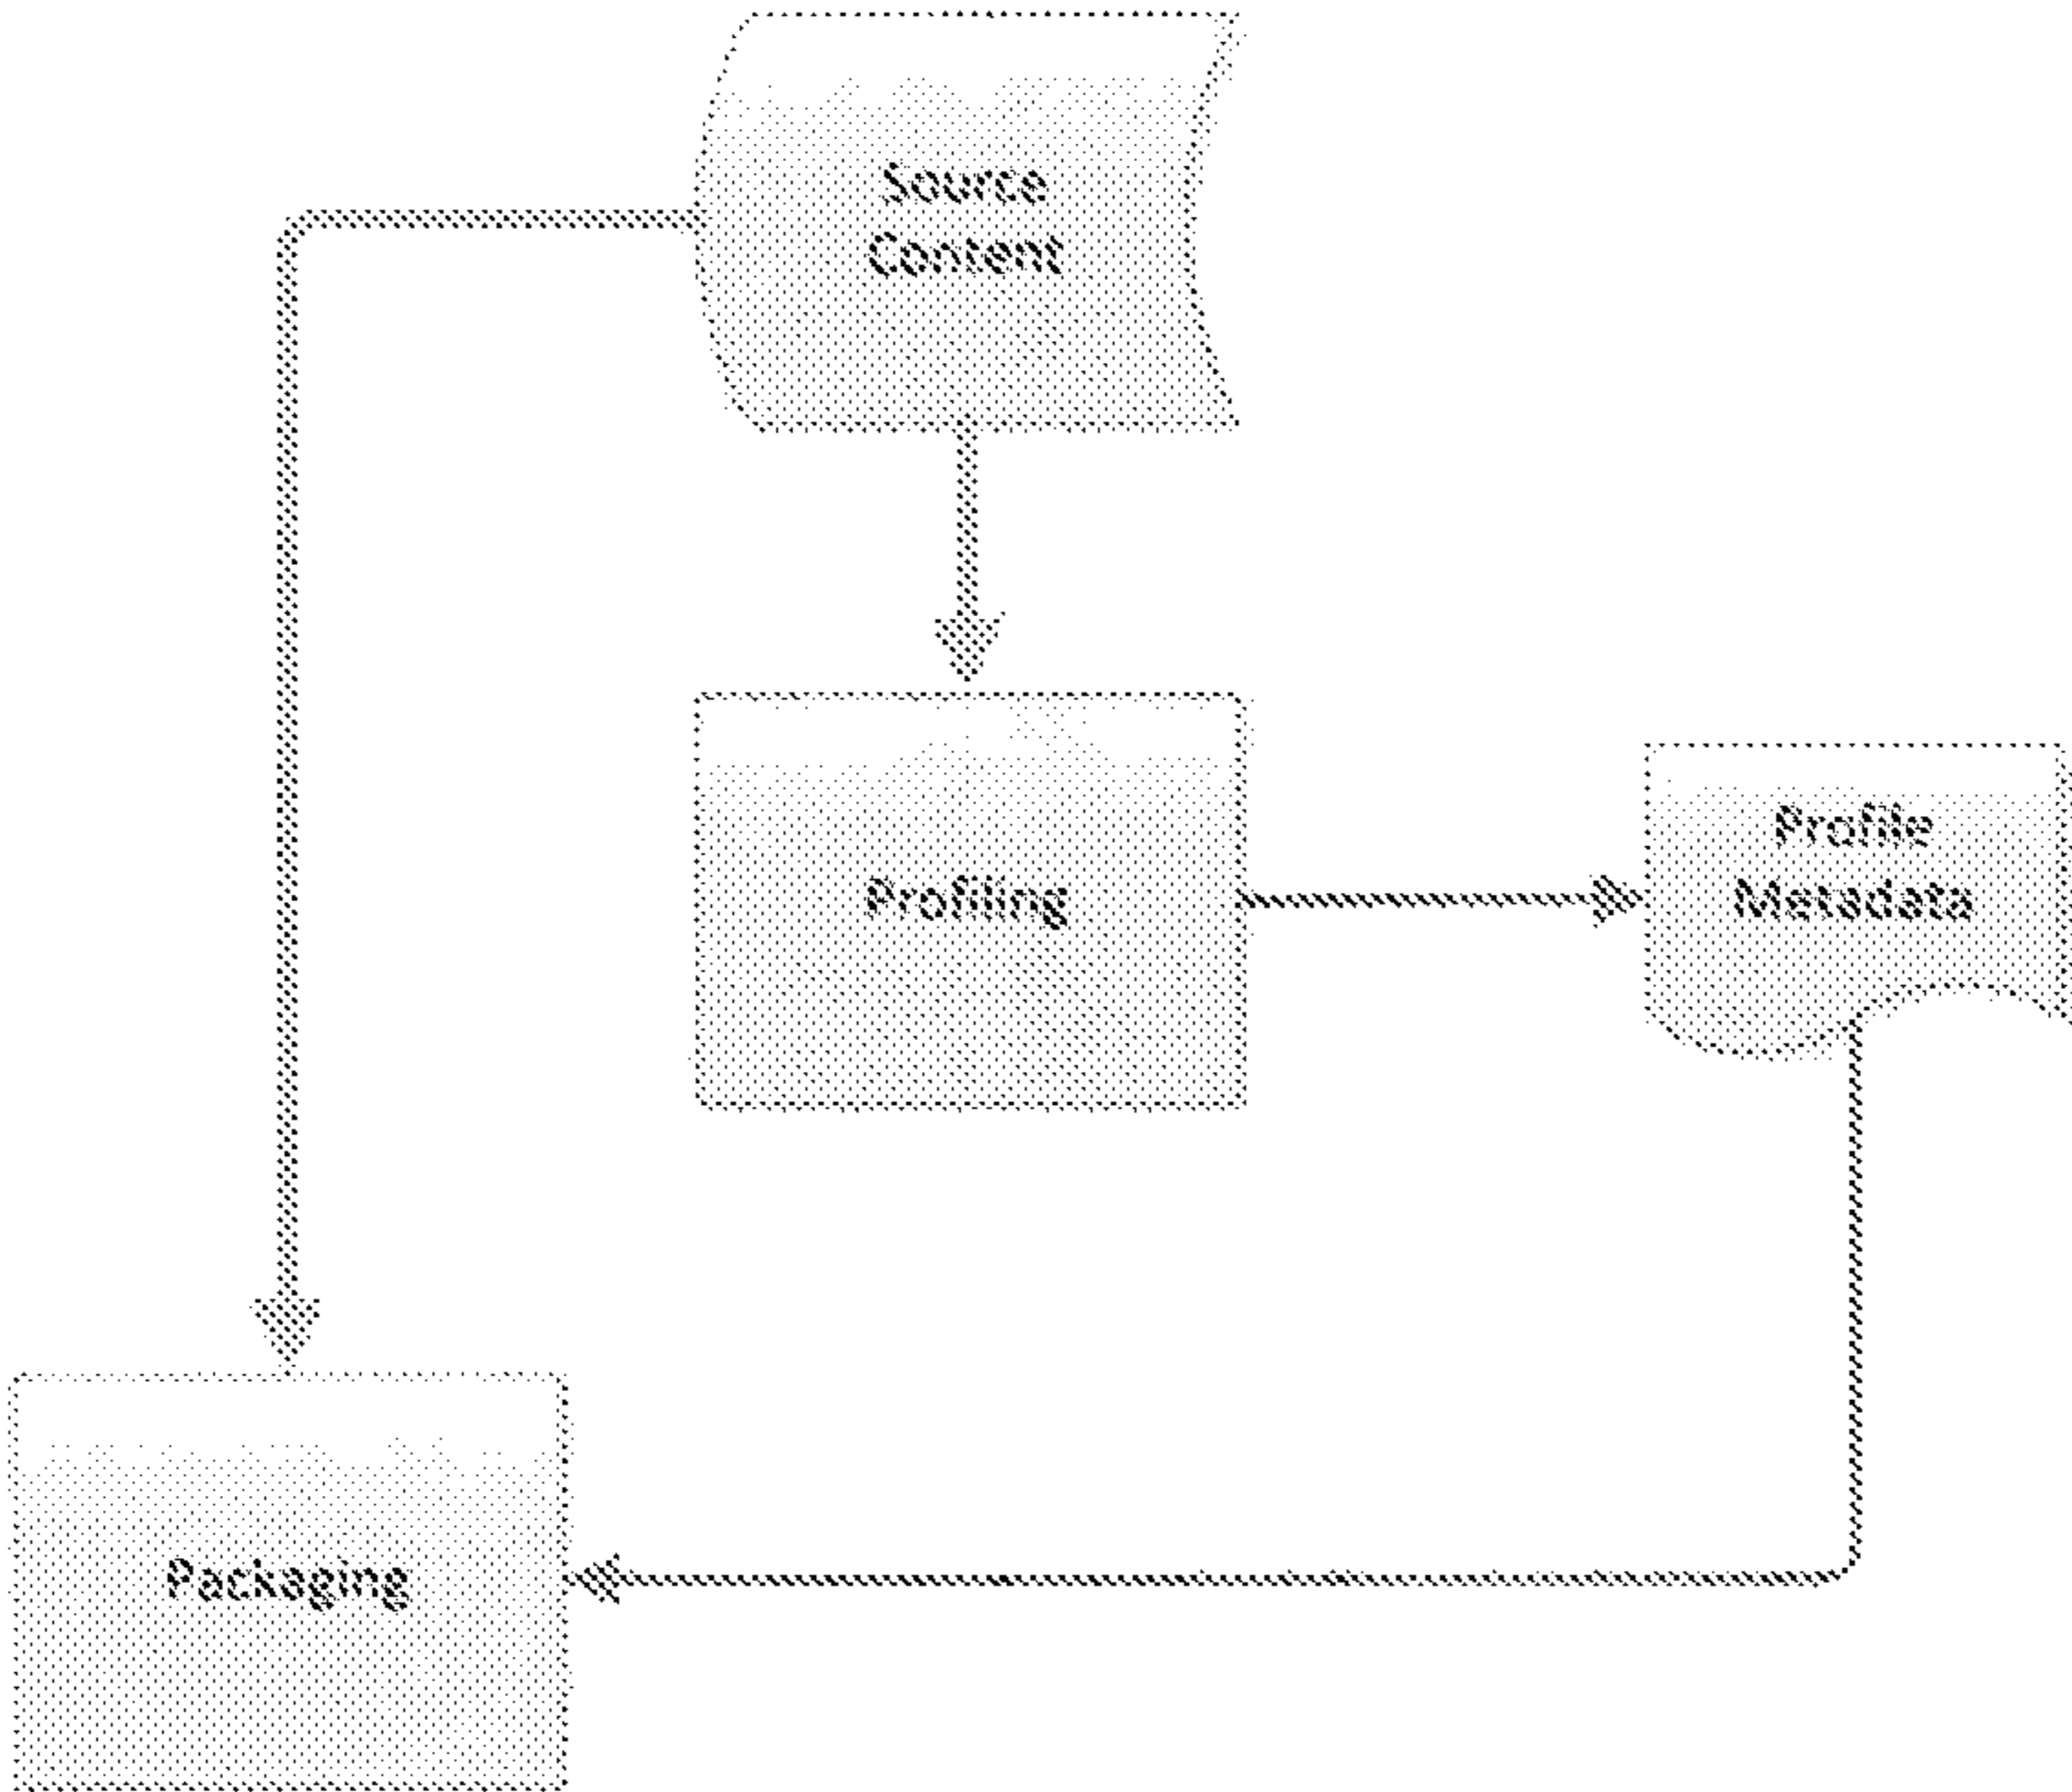 Source
Content
Profiling
Profile
Metadata
Packaging